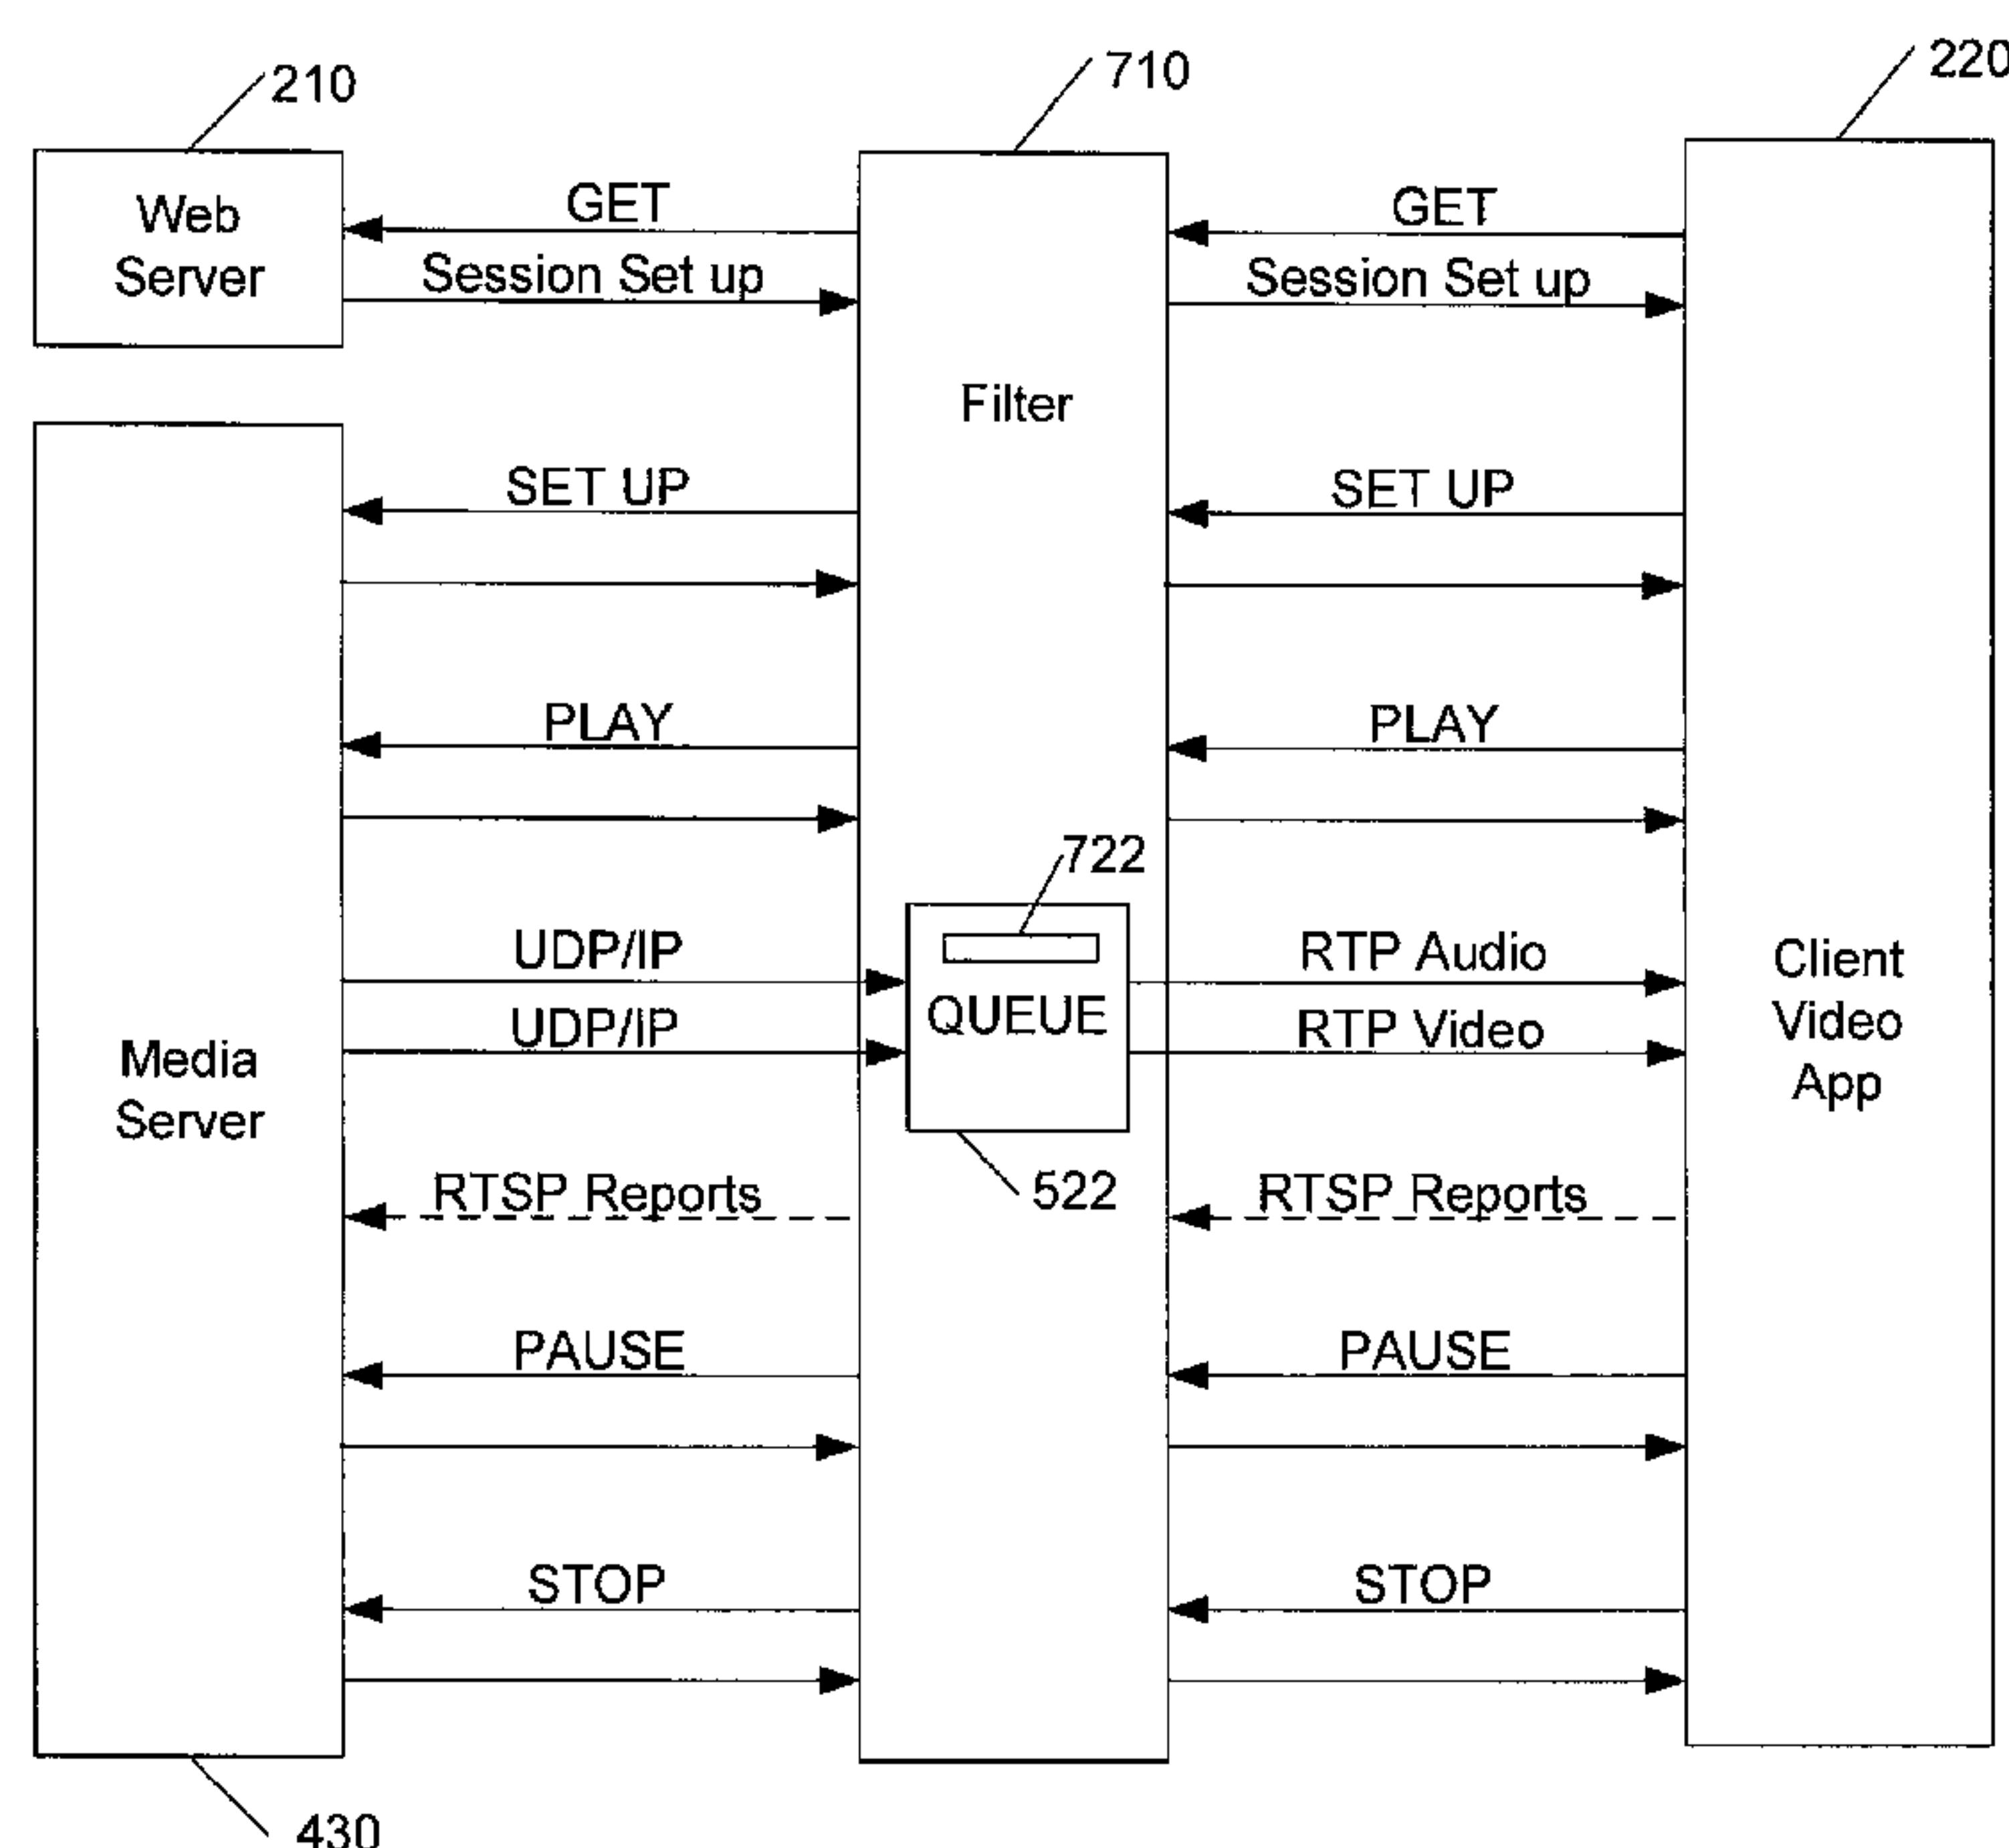 210
710
220
Web
Server
GET
GET
Session Set up
Session Set up
Filter
SET UP
SET UP
PLAY
PLAY
722
UDP/IP
QUEUE
RTP Audio
UDP/IP
RTP Video
Media
Server
Client
Video
App
522
RTSP Reports
RTSP Reports
PAUSE
PAUSE
STOP
STOP
430